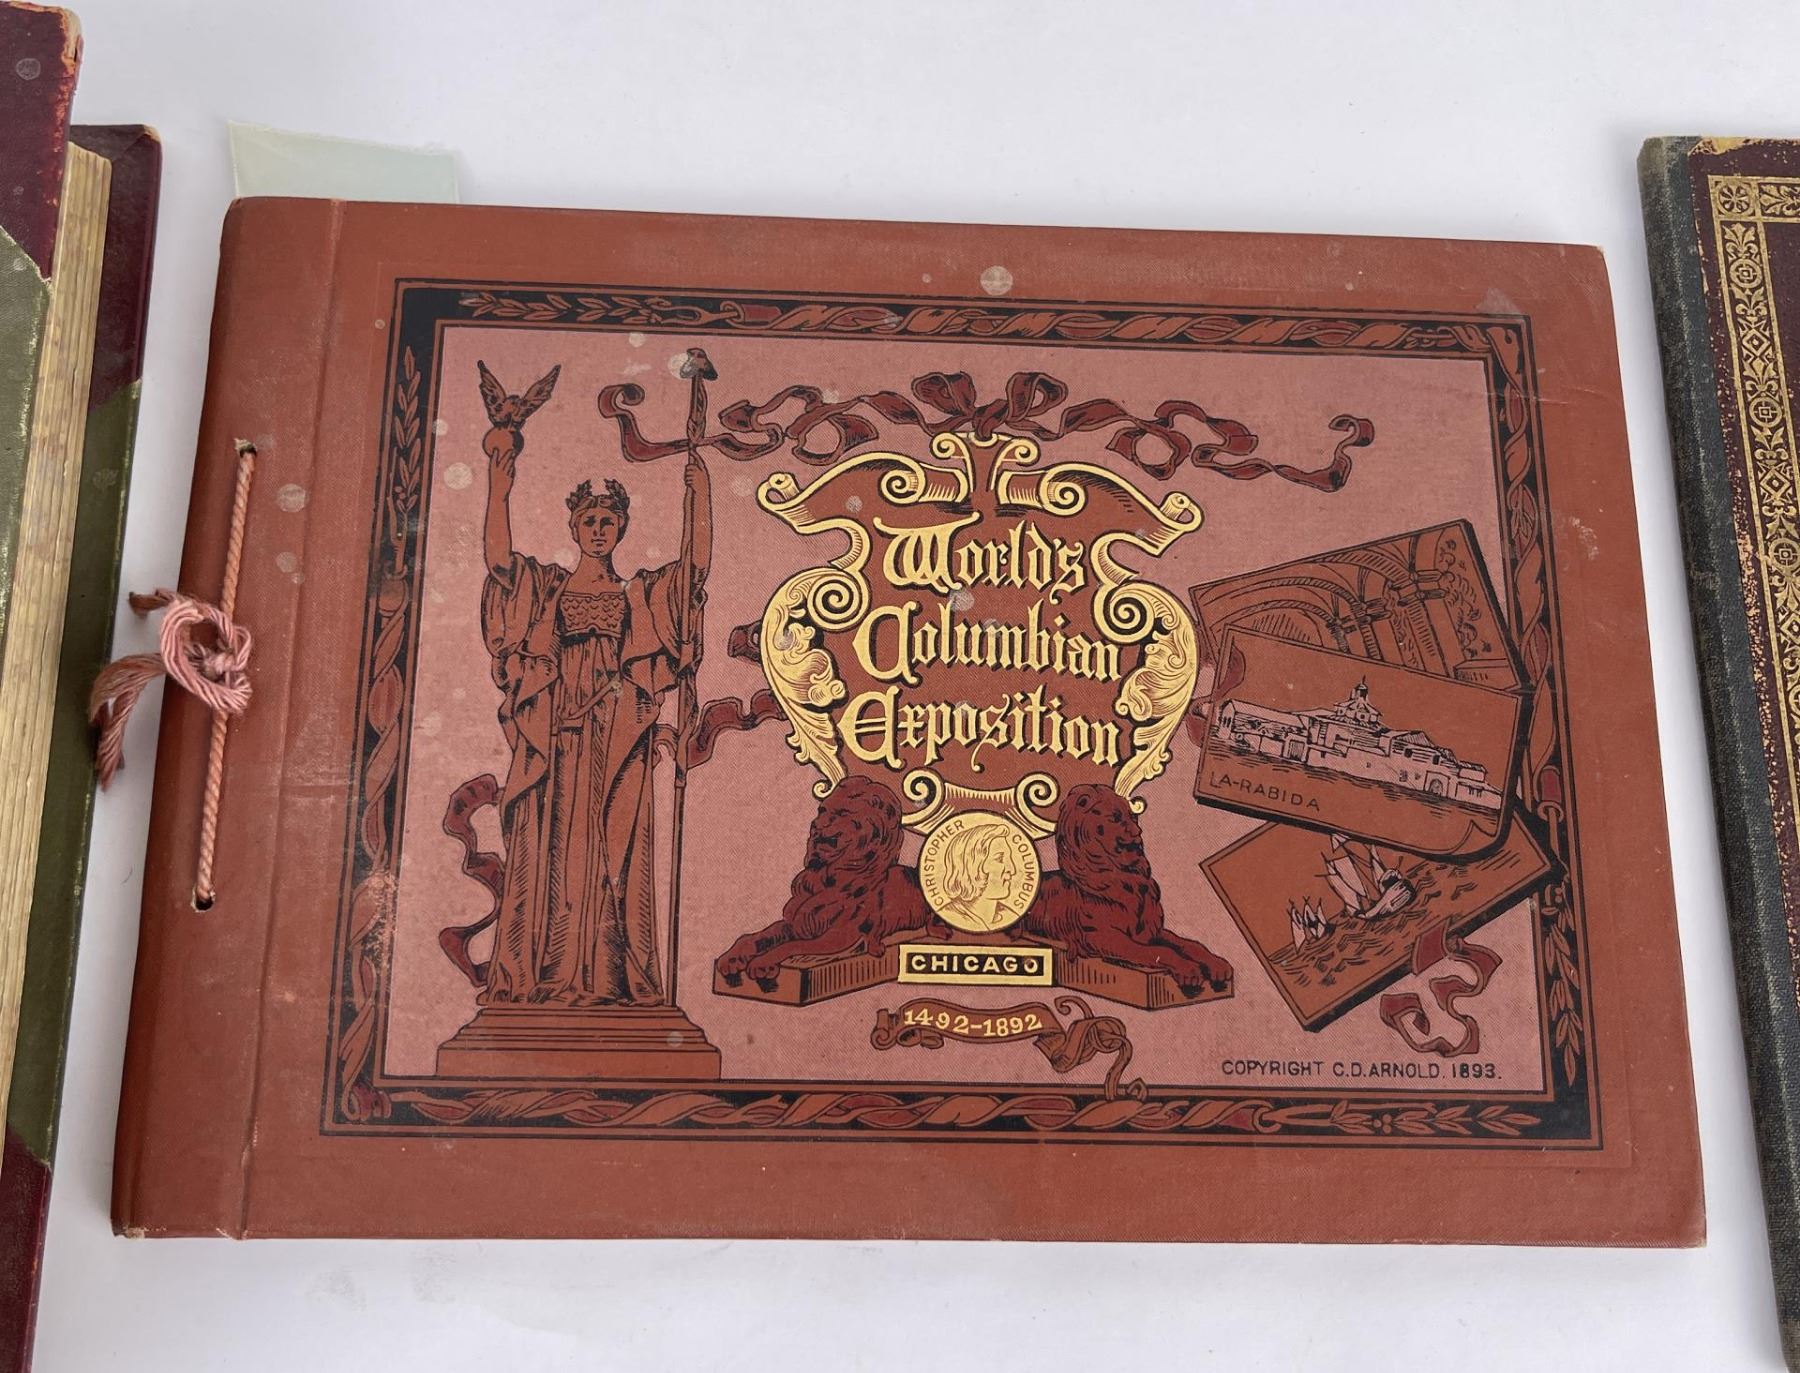 World's
Columbian
Exposition
CHRISTOPHER COLUMBUS
CHICAGO
1492-1892
LA-RABIDA
COPYRIGHT C.D. ARNOLD. 1893.